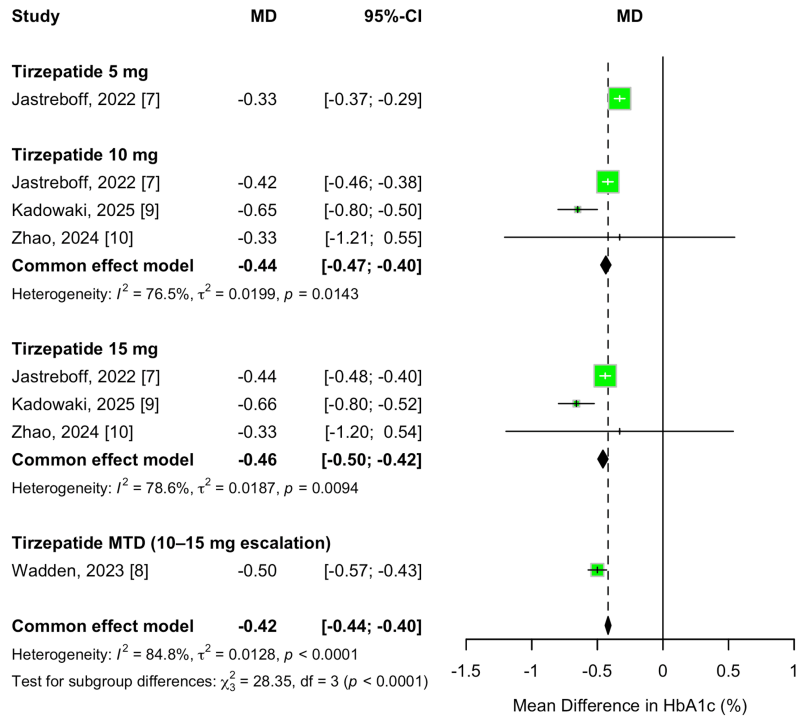 Study MD 95%-CI MD
Tirzepatide 5 mg
Jastreboff, 2022 [7] -0.33 [-0.37; -0.29]
Tirzepatide 10 mg
Jastreboff, 2022 [7] -0.42 [-0.46; -0.38]
Kadowaki, 2025 [9] -0.65 [-0.80; -0.50]
Zhao, 2024 [10] -0.33 [-1.21; 0.55]
Common effect model -0.44 [-0.47; -0.40]
Heterogeneity: I² = 76.5%, τ² = 0.0199, p = 0.0143
Tirzepatide 15 mg
Jastreboff, 2022 [7] -0.44 [-0.48; -0.40]
Kadowaki, 2025 [9] -0.66 [-0.80; -0.52]
Zhao, 2024 [10] -0.33 [-1.20; 0.54]
Common effect model -0.46 [-0.50; -0.42]
Heterogeneity: I² = 78.6%, τ² = 0.0187, p = 0.0094
Tirzepatide MTD (10–15 mg escalation)
Wadden, 2023 [8] -0.50 [-0.57; -0.43]
Common effect model -0.42 [-0.44; -0.40]
Heterogeneity: I² = 84.8%, τ² = 0.0128, p < 0.0001
Test for subgroup differences: χ²₃ = 28.35, df = 3 (p < 0.0001)
-1.5 -1 -0.5 0 0.5 1
Mean Difference in HbA1c (%)